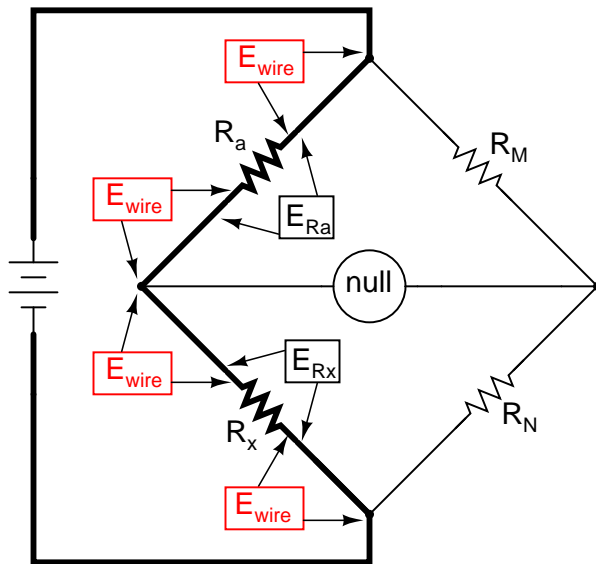 E_wire
R_a
R_M
E_wire
E_Ra
null
E_wire
E_Rx
R_x
R_N
E_wire